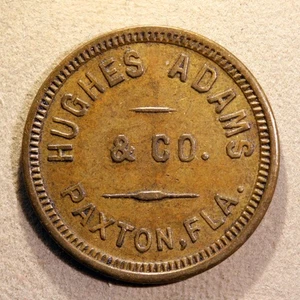 HUGHES ADAMS
& CO.
PAXTON, FLA.